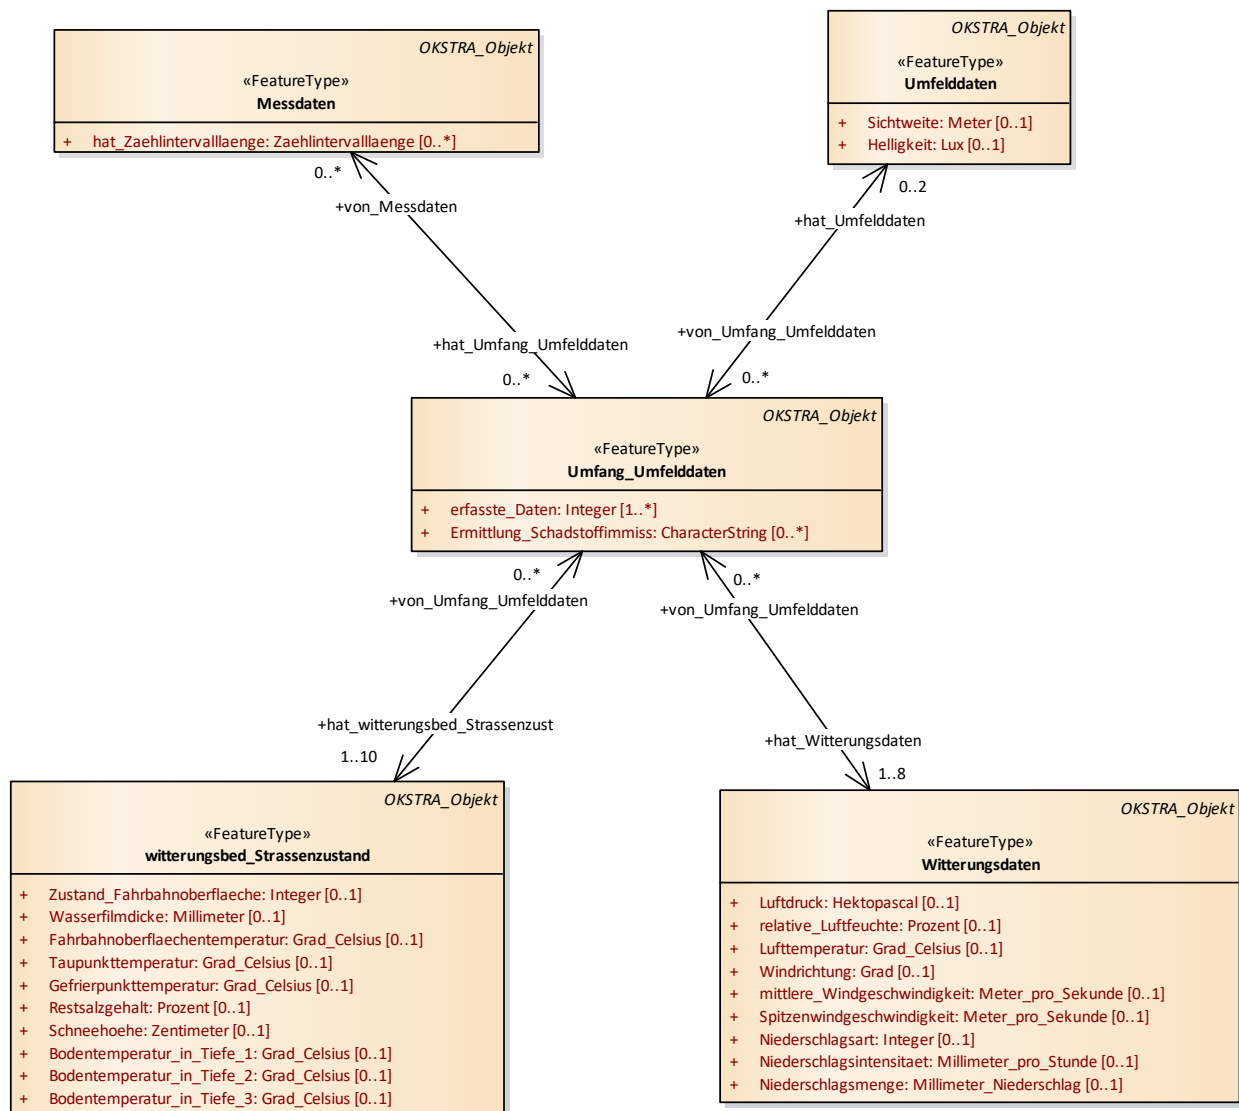 OKSTRA_Objekt
«FeatureType»
Messdaten
+ hat_Zaehlintervalllaenge: Zaehlintervalllaenge [0..*]
OKSTRA_Objekt
«FeatureType»
Umfelddaten
+ Sichtweite: Meter [0..1]
+ Helligkeit: Lux [0..1]
0..*
+von_Messdaten
0..2
+hat_Umfelddaten
+hat_Umfang_Umfelddaten
0..*
+von_Umfang_Umfelddaten
0..*
OKSTRA_Objekt
«FeatureType»
Umfang_Umfelddaten
+ erfasste_Daten: Integer [1..*]
+ Ermittlung_Schadstoffimmiss: CharacterString [0..*]
0..*
+von_Umfang_Umfelddaten
0..*
+von_Umfang_Umfelddaten
+hat_witterungsbed_Strassenzust
1..10
+hat_Witterungsdaten
1..8
OKSTRA_Objekt
«FeatureType»
witterungsbed_Strassenzustand
+ Zustand_Fahrbahnoberflaeche: Integer [0..1]
+ Wasserfilmdicke: Millimeter [0..1]
+ Fahrbahnoberflaechentemperatur: Grad_Celsius [0..1]
+ Taupunkttemperatur: Grad_Celsius [0..1]
+ Gefrierpunkttemperatur: Grad_Celsius [0..1]
+ Restsalzgehalt: Prozent [0..1]
+ Schneehoehe: Zentimeter [0..1]
+ Bodentemperatur_in_Tiefe_1: Grad_Celsius [0..1]
+ Bodentemperatur_in_Tiefe_2: Grad_Celsius [0..1]
+ Bodentemperatur_in_Tiefe_3: Grad_Celsius [0..1]
OKSTRA_Objekt
«FeatureType»
Witterungsdaten
+ Luftdruck: Hektopascal [0..1]
+ relative_Luftfeuchte: Prozent [0..1]
+ Lufttemperatur: Grad_Celsius [0..1]
+ Windrichtung: Grad [0..1]
+ mittlere_Windgeschwindigkeit: Meter_pro_Sekunde [0..1]
+ Spitzenwindgeschwindigkeit: Meter_pro_Sekunde [0..1]
+ Niederschlagsart: Integer [0..1]
+ Niederschlagsintensitaet: Millimeter_pro_Stunde [0..1]
+ Niederschlagsmenge: Millimeter_Niederschlag [0..1]